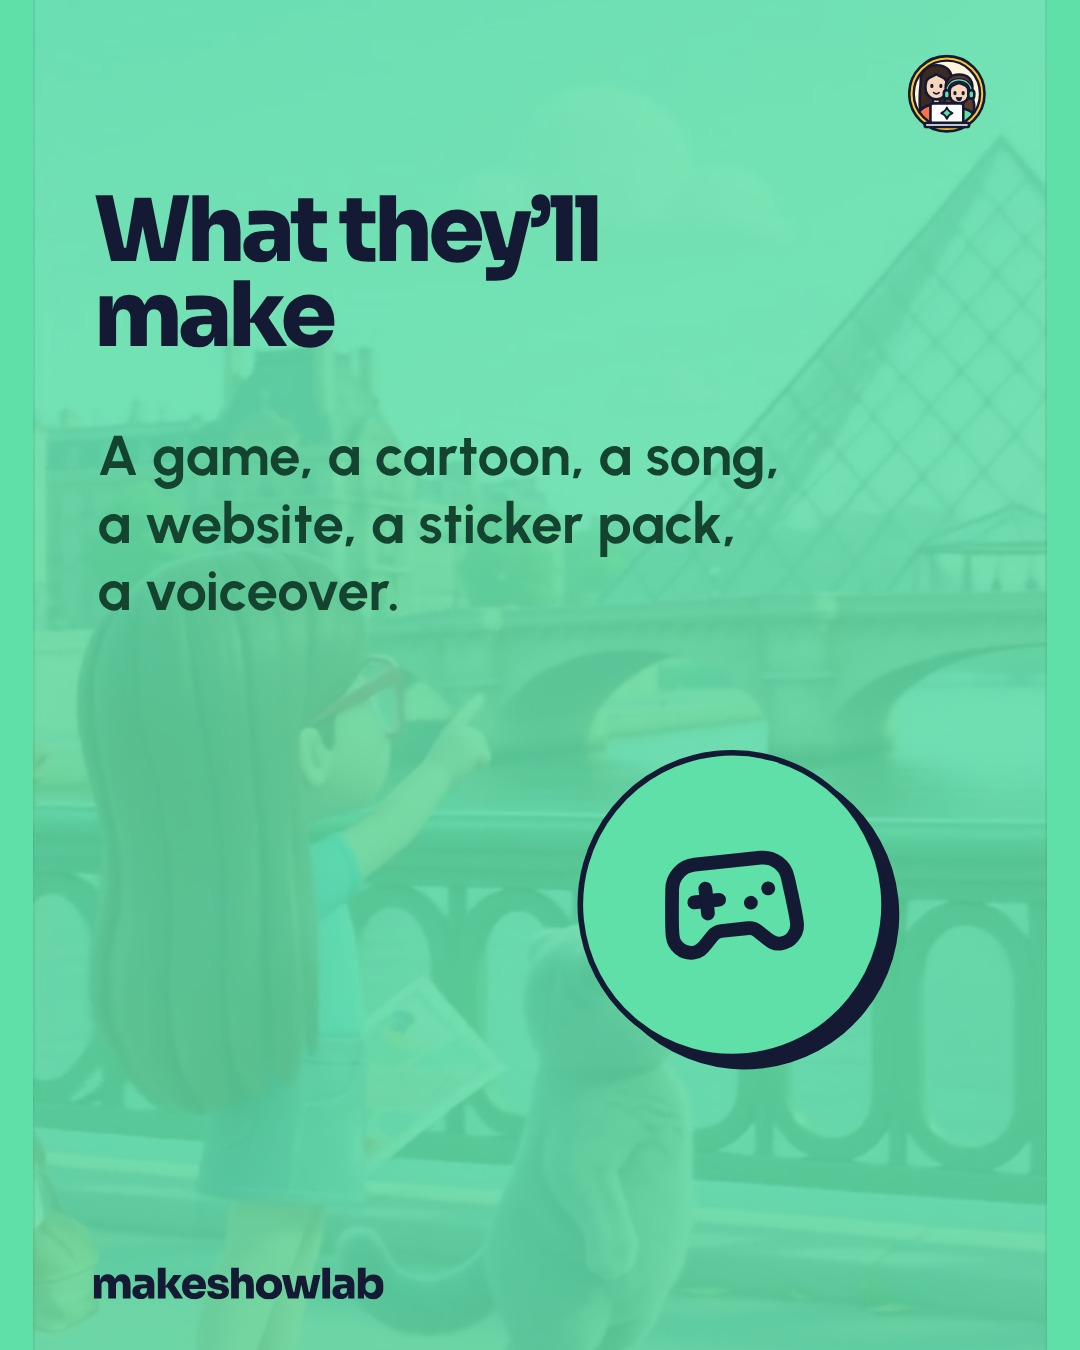 What they’ll
make
A game, a cartoon, a song,
a website, a sticker pack,
a voiceover.
makeshowlab